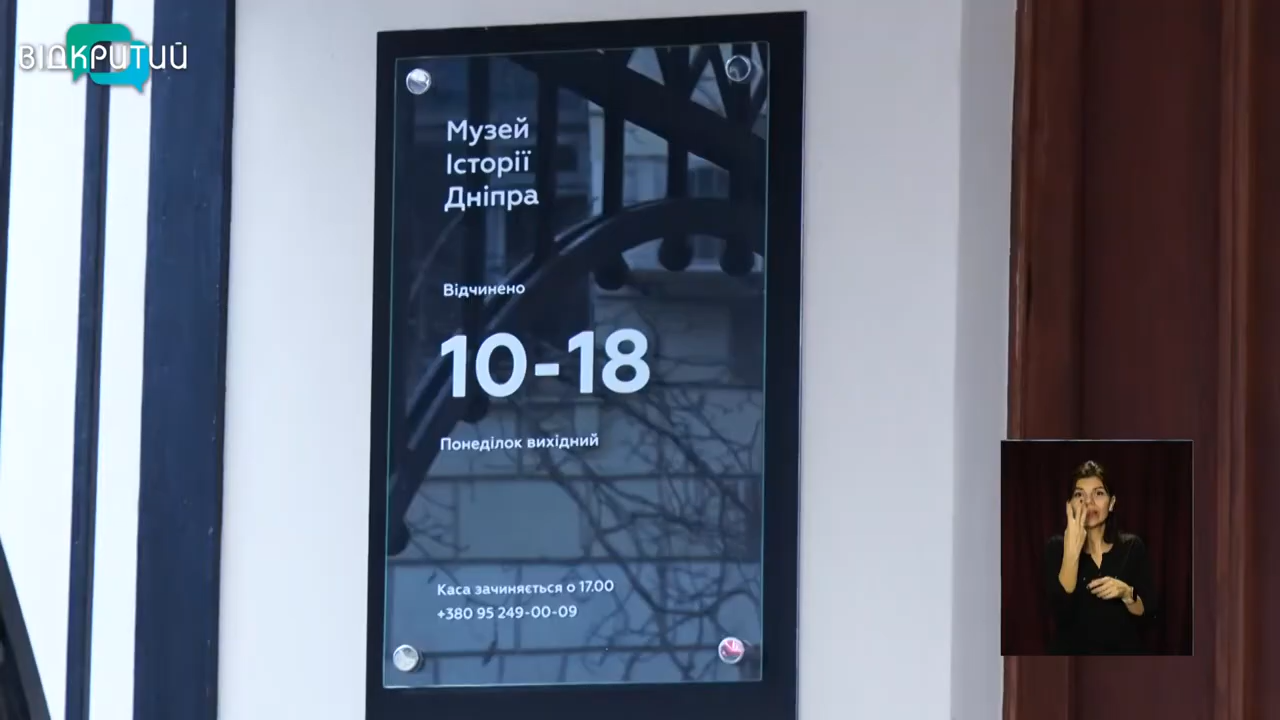 ВІДКРИТИЙ
Музей
Історії
Дніпра
Відчинено
10-18
Понеділок вихідний
Каса зачиняється о 17.00
+380 95 249-00-09